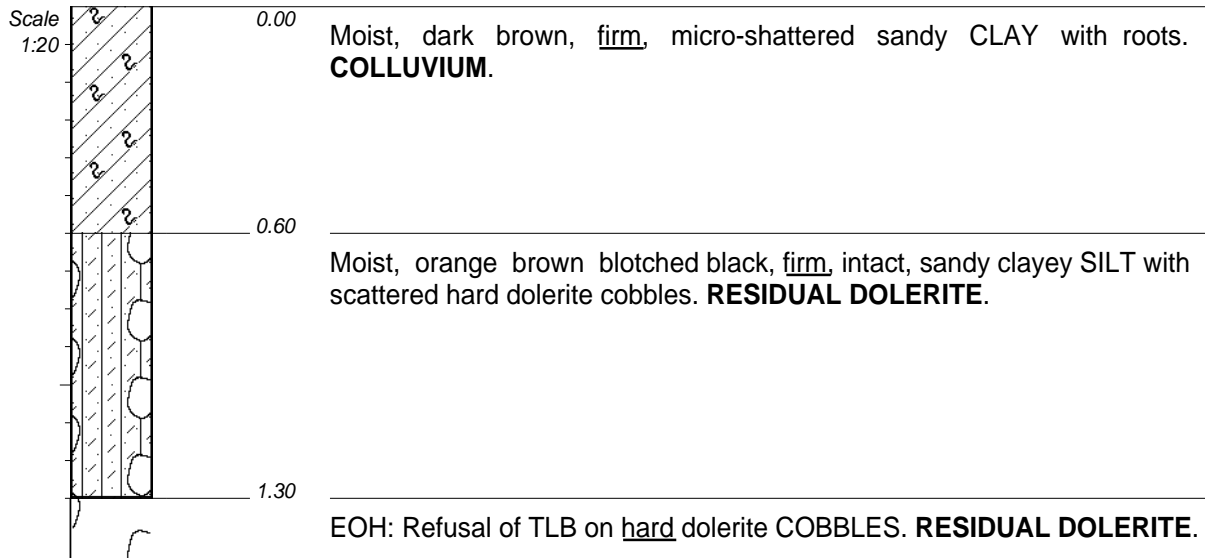 Scale
1:20
0.00
Moist, dark brown, firm, micro-shattered sandy CLAY with roots.
COLLUVIUM.
0.60
Moist, orange brown blotched black, firm, intact, sandy clayey SILT with
scattered hard dolerite cobbles. RESIDUAL DOLERITE.
1.30
EOH: Refusal of TLB on hard dolerite COBBLES. RESIDUAL DOLERITE.